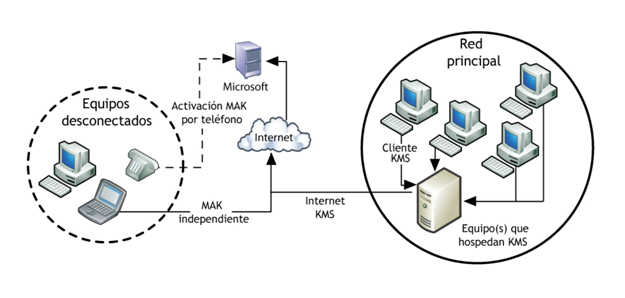 Equipos
desconectados
Microsoft
Activación MAK
por teléfono
Internet
MAK
independiente
Internet
KMS
Red
principal
Cliente
KMS
Equipo(s) que
hospedan KMS